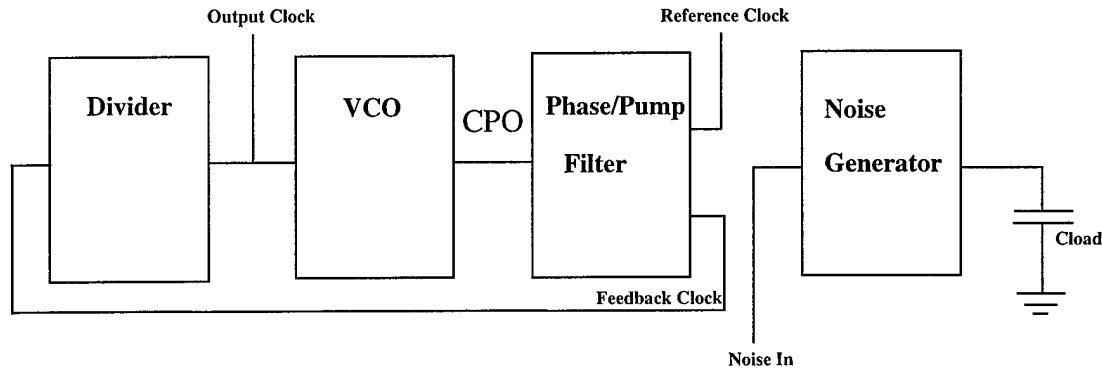 Output Clock
Reference Clock
Divider
VCO
CPO
Phase/Pump
Filter
Noise
Generator
Cload
Feedback Clock
Noise In